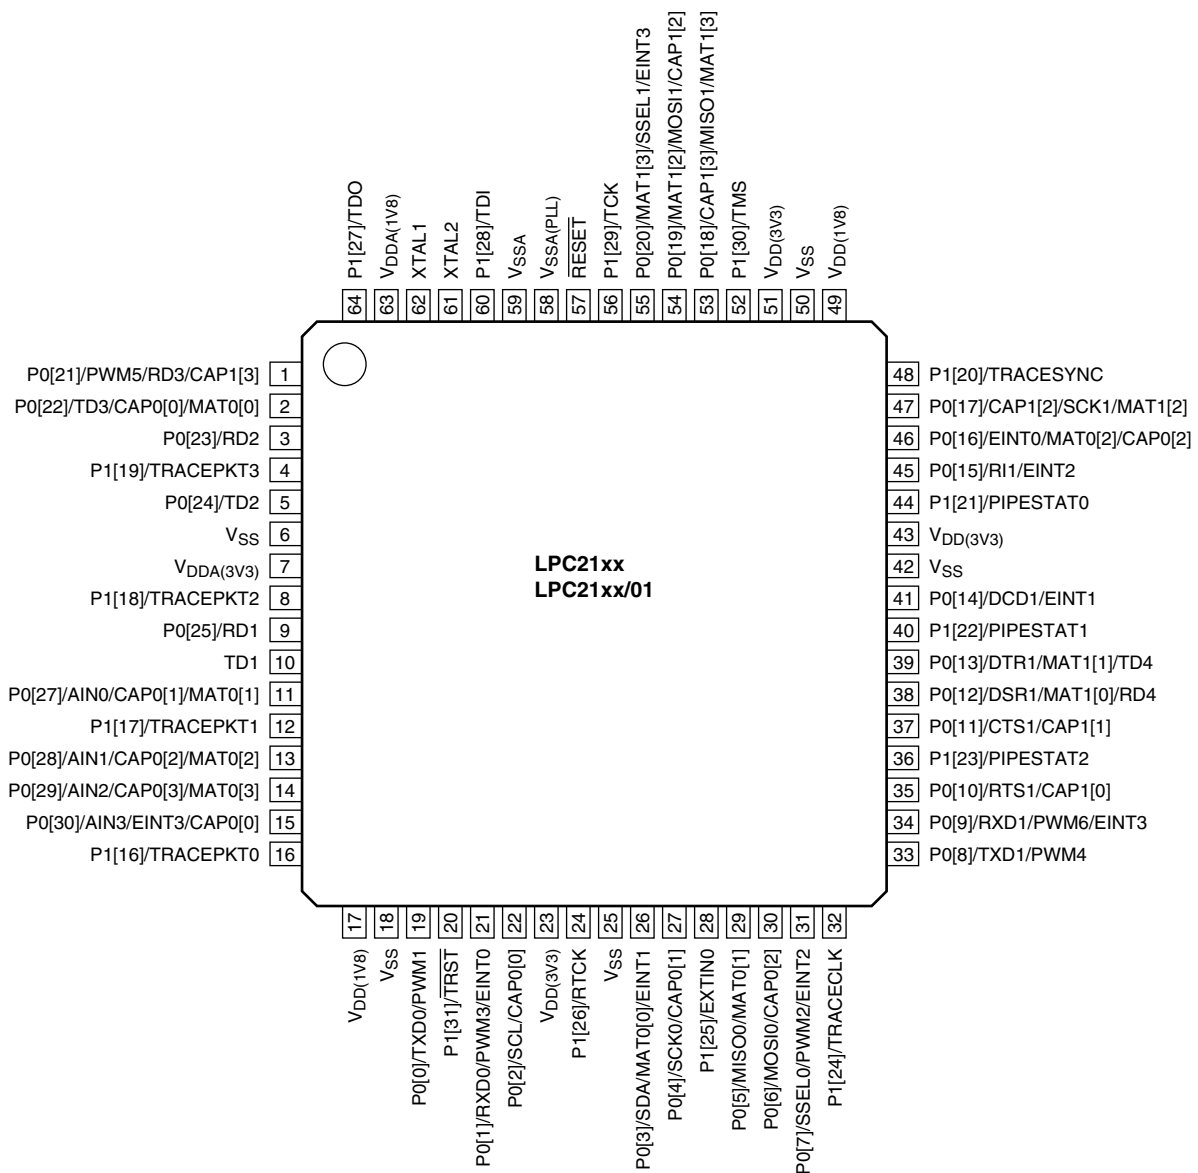 P1[27]/TDO
VDDA(1V8)
XTAL1
XTAL2
P1[28]/TDI
VSSA
VSSA(PLL)
RESET
P1[29]/TCK
P0[20]/MAT1[3]/SSEL1/EINT3
P0[19]/MAT1[2]/MOSI1/CAP1[2]
P0[18]/CAP1[3]/MISO1/MAT1[3]
P1[30]/TMS
VDD(3V3)
VSS
VDD(1V8)
64
63
62
61
60
59
58
57
56
55
54
53
52
51
50
49
P0[21]/PWM5/RD3/CAP1[3] 1
P0[22]/TD3/CAP0[0]/MAT0[0] 2
P0[23]/RD2 3
P1[19]/TRACEPKT3 4
P0[24]/TD2 5
VSS 6
VDDA(3V3) 7
P1[18]/TRACEPKT2 8
P0[25]/RD1 9
TD1 10
P0[27]/AIN0/CAP0[1]/MAT0[1] 11
P1[17]/TRACEPKT1 12
P0[28]/AIN1/CAP0[2]/MAT0[2] 13
P0[29]/AIN2/CAP0[3]/MAT0[3] 14
P0[30]/AIN3/EINT3/CAP0[0] 15
P1[16]/TRACEPKT0 16
LPC21xx
LPC21xx/01
48 P1[20]/TRACESYNC
47 P0[17]/CAP1[2]/SCK1/MAT1[2]
46 P0[16]/EINT0/MAT0[2]/CAP0[2]
45 P0[15]/RI1/EINT2
44 P1[21]/PIPESTAT0
43 VDD(3V3)
42 VSS
41 P0[14]/DCD1/EINT1
40 P1[22]/PIPESTAT1
39 P0[13]/DTR1/MAT1[1]/TD4
38 P0[12]/DSR1/MAT1[0]/RD4
37 P0[11]/CTS1/CAP1[1]
36 P1[23]/PIPESTAT2
35 P0[10]/RTS1/CAP1[0]
34 P0[9]/RXD1/PWM6/EINT3
33 P0[8]/TXD1/PWM4
17
18
19
20
21
22
23
24
25
26
27
28
29
30
31
32
VDD(1V8)
VSS
P0[0]/TXD0/PWM1
P1[31]/TRST
P0[1]/RXD0/PWM3/EINT0
P0[2]/SCL/CAP0[0]
VDD(3V3)
P1[26]/RTCK
VSS
P0[3]/SDA/MAT0[0]/EINT1
P0[4]/SCK0/CAP0[1]
P1[25]/EXTIN0
P0[5]/MISO0/MAT0[1]
P0[6]/MOSI0/CAP0[2]
P0[7]/SSEL0/PWM2/EINT2
P1[24]/TRACECLK